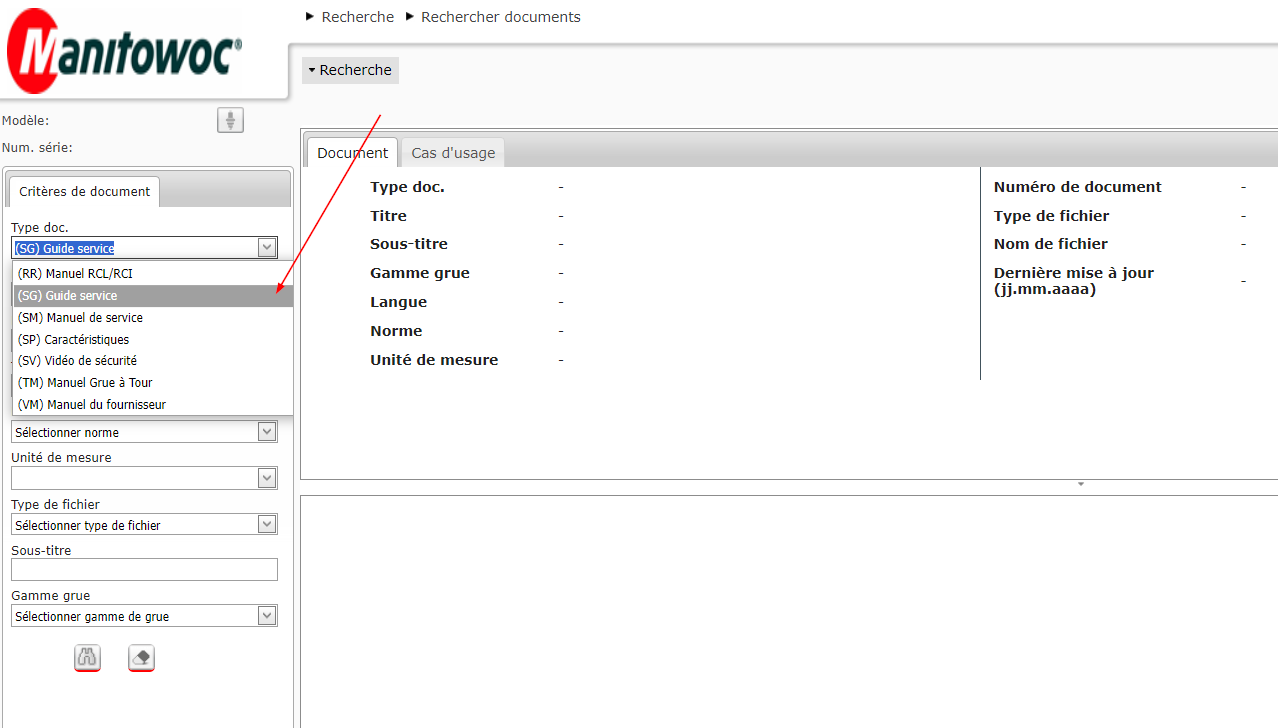 Manitowoc®
Recherche Rechercher documents
Recherche
Modèle:
Num. série:
Critères de document
Type doc.
(SG) Guide service
(RR) Manuel RCL/RCI
(SG) Guide service
(SM) Manuel de service
(SP) Caractéristiques
(SV) Vidéo de sécurité
(TM) Manuel Grue à Tour
(VM) Manuel du fournisseur
Sélectionner norme
Unité de mesure
Type de fichier
Sélectionner type de fichier
Sous-titre
Gamme grue
Sélectionner gamme de grue
Document Cas d'usage
Type doc. -
Titre -
Sous-titre -
Gamme grue -
Langue -
Norme -
Unité de mesure -
Numéro de document -
Type de fichier -
Nom de fichier -
Dernière mise à jour
(jj.mm.aaaa) -